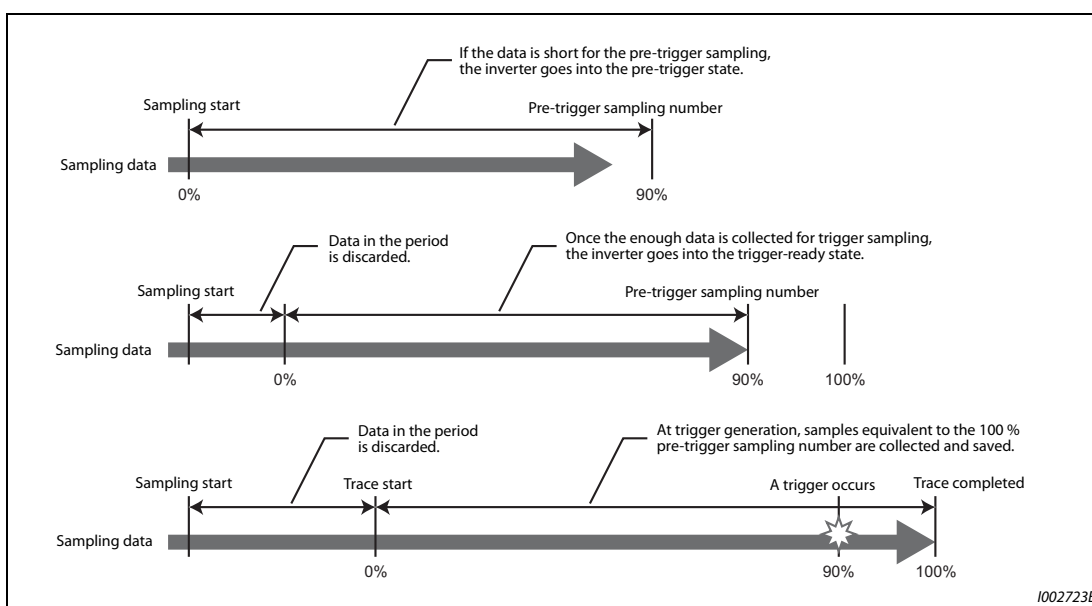 If the data is short for the pre-trigger sampling,
the inverter goes into the pre-trigger state.
Sampling start
Pre-trigger sampling number
Sampling data
0%
90%
Data in the period
is discarded.
Once the enough data is collected for trigger sampling,
the inverter goes into the trigger-ready state.
Sampling start
Pre-trigger sampling number
Sampling data
0%
90%
100%
Data in the period
is discarded.
At trigger generation, samples equivalent to the 100 %
pre-trigger sampling number are collected and saved.
Sampling start
Trace start
A trigger occurs
Trace completed
Sampling data
0%
90%
100%